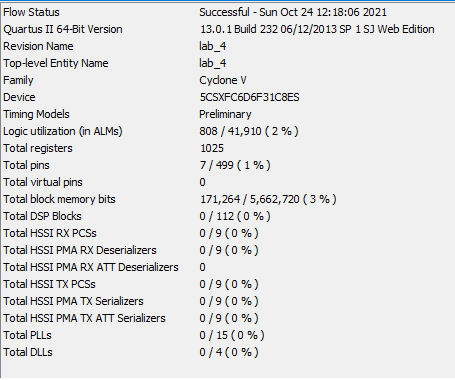 Flow Status Successful - Sun Oct 24 12:18:06 2021
Quartus II 64-Bit Version 13.0.1 Build 232 06/12/2013 SP 1 SJ Web Edition
Revision Name lab_4
Top-level Entity Name lab_4
Family Cyclone V
Device 5CSXFC6D6F31C8ES
Timing Models Preliminary
Logic utilization (in ALMs) 808 / 41,910 ( 2 % )
Total registers 1025
Total pins 7 / 499 ( 1 % )
Total virtual pins 0
Total block memory bits 171,264 / 5,662,720 ( 3 % )
Total DSP Blocks 0 / 112 ( 0 % )
Total HSSI RX PCSs 0 / 9 ( 0 % )
Total HSSI PMA RX Deserializers 0 / 9 ( 0 % )
Total HSSI PMA RX ATT Deserializers 0
Total HSSI TX PCSs 0 / 9 ( 0 % )
Total HSSI PMA TX Serializers 0 / 9 ( 0 % )
Total HSSI PMA TX ATT Serializers 0 / 9 ( 0 % )
Total PLLs 0 / 15 ( 0 % )
Total DLLs 0 / 4 ( 0 % )